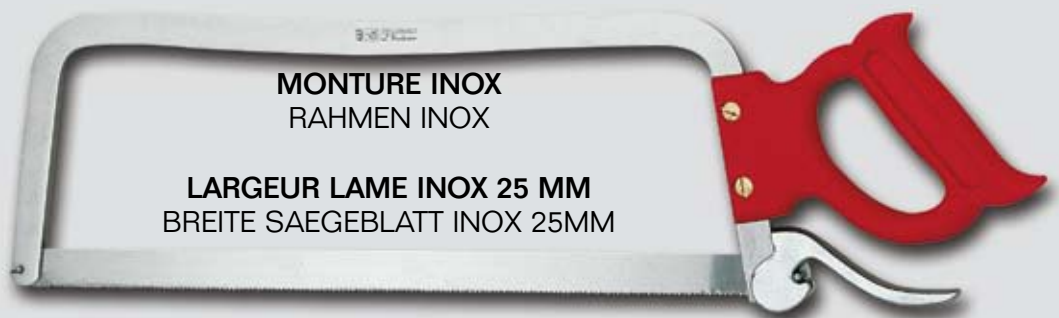 MONTURE INOX
RAHMEN INOX
LARGEUR LAME INOX 25 MM
BREITE SAEGEBLATT INOX 25MM